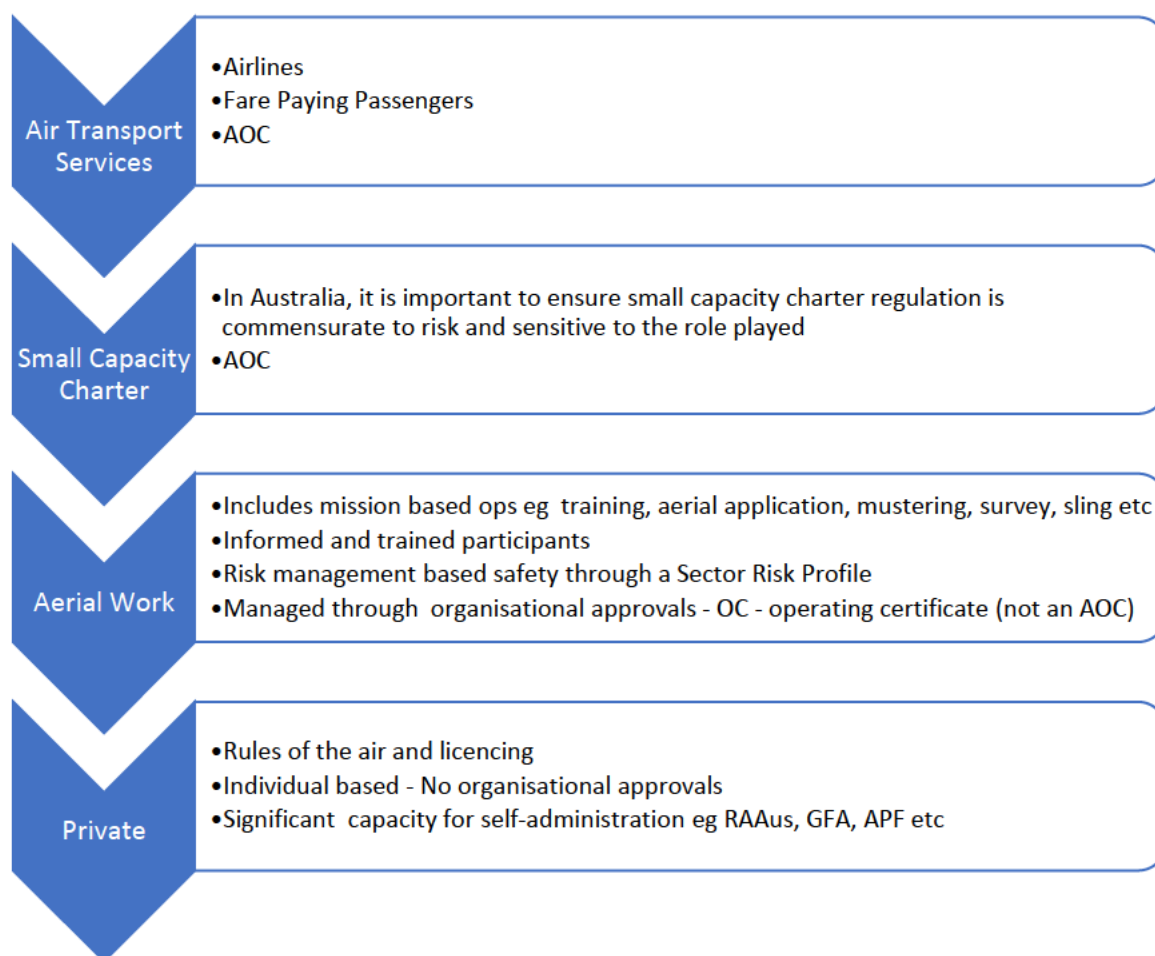 Air Transport
Services
•Airlines
•Fare Paying Passengers
•AOC
Small Capacity
Charter
•In Australia, it is important to ensure small capacity charter regulation is
commensurate to risk and sensitive to the role played
•AOC
Aerial Work
•Includes mission based ops eg  training, aerial application, mustering, survey, sling etc
•Informed and trained participants
•Risk management based safety through a Sector Risk Profile
•Managed through  organisational approvals - OC - operating certificate (not an AOC)
Private
•Rules of the air and licencing
•Individual based - No organisational approvals
•Significant  capacity for self-administration eg RAAus, GFA, APF etc